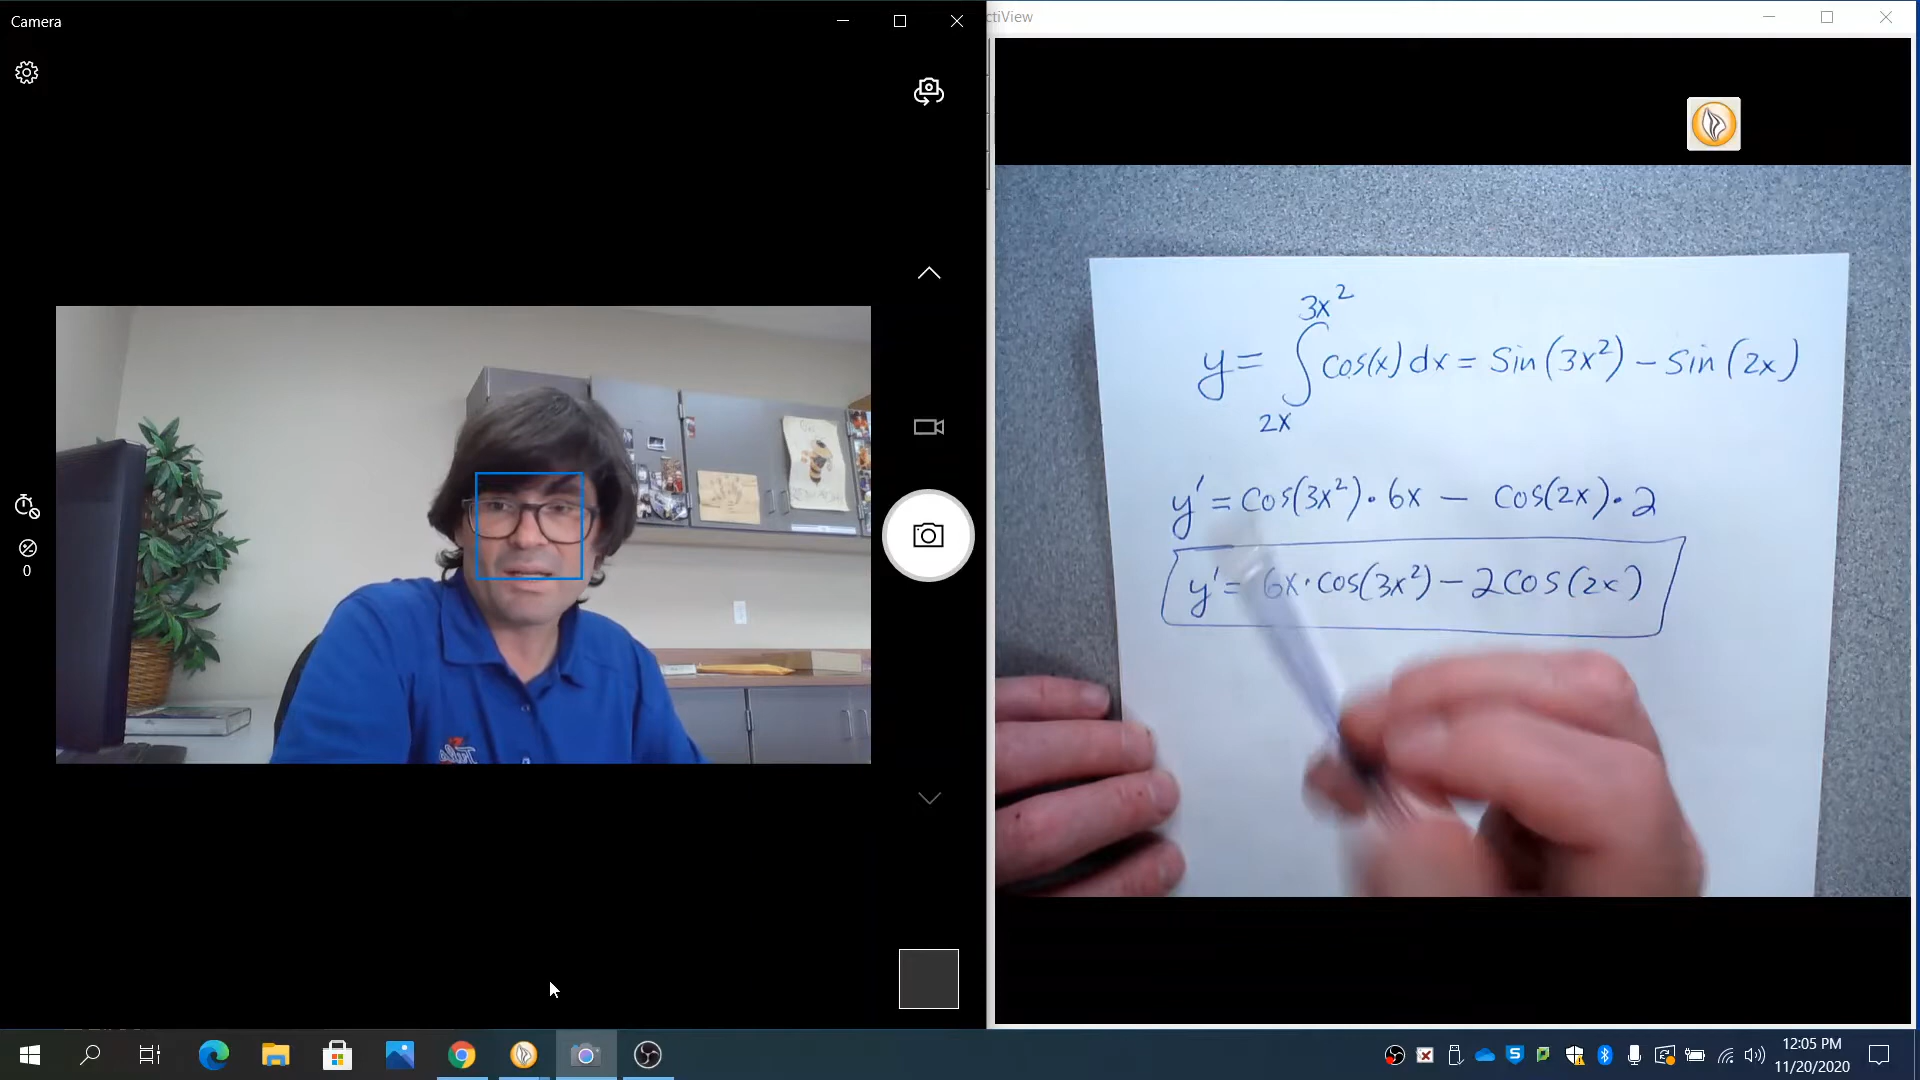 Camera
ctiView
3x²
y = ∫ cos(x) dx = Sin(3x²) – Sin(2x)
2x
y' = cos(3x²) · 6x – cos(2x) · 2
y' = 6x · cos(3x²) – 2cos(2x)
0
12:05 PM
11/20/2020